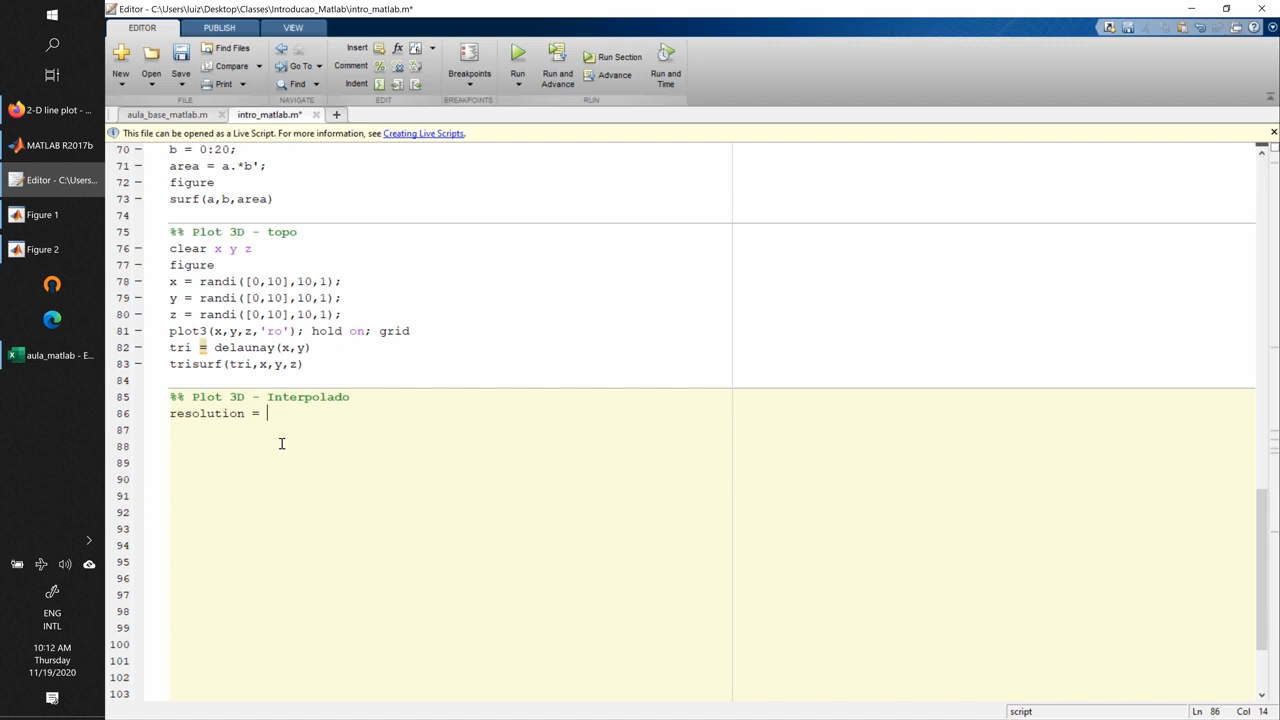 Editor - C:\Users\luiz\Desktop\Classes\Introducao_Matlab\intro_matlab.m*
EDITOR PUBLISH VIEW
New Open Save Find Files Compare Print
FILE
Go To Find
NAVIGATE
Insert fx
Comment
Indent
EDIT
Breakpoints
BREAKPOINTS
Run Run and Advance Run Section Advance Run and Time
RUN
aula_base_matlab.m intro_matlab.m*
This file can be opened as a Live Script. For more information, see Creating Live Scripts.
70 b = 0:20;
71 area = a.*b';
72 figure
73 surf(a,b,area)
74
75 %% Plot 3D - topo
76 clear x y z
77 figure
78 x = randi([0,10],10,1);
79 y = randi([0,10],10,1);
80 z = randi([0,10],10,1);
81 plot3(x,y,z,'ro'); hold on; grid
82 tri = delaunay(x,y)
83 trisurf(tri,x,y,z)
84
85 %% Plot 3D - Interpolado
86 resolution =
87
88
89
90
91
92
93
94
95
96
97
98
99
100
101
102
103
script Ln 86 Col 14
2-D line plot - ...
MATLAB R2017b
Editor - C:\Users...
Figure 1
Figure 2
aula_matlab - E...
ENG
INTL
10:12 AM
Thursday
11/19/2020